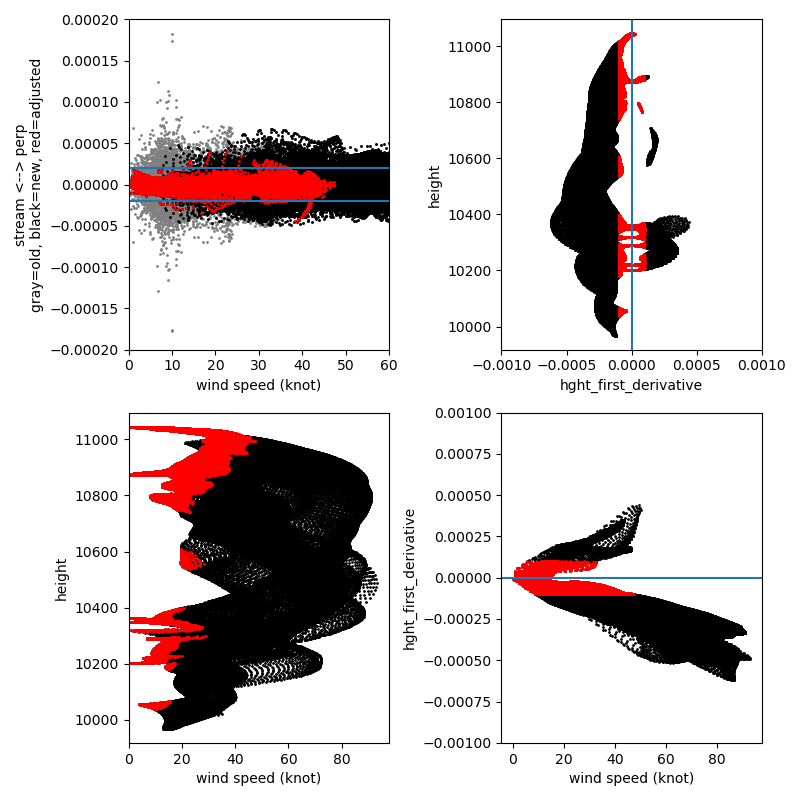 0.00020
0.00015
0.00010
0.00005
0.00000
−0.00005
−0.00010
−0.00015
−0.00020
stream <--> perp
gray=old, black=new, red=adjusted
0 10 20 30 40 50 60
wind speed (knot)
11000
10800
10600
10400
10200
10000
height
−0.0010 −0.0005 0.0000 0.0005 0.0010
hght_first_derivative
11000
10800
10600
10400
10200
10000
height
0 20 40 60 80
wind speed (knot)
0.00100
0.00075
0.00050
0.00025
0.00000
−0.00025
−0.00050
−0.00075
−0.00100
hght_first_derivative
0 20 40 60 80
wind speed (knot)